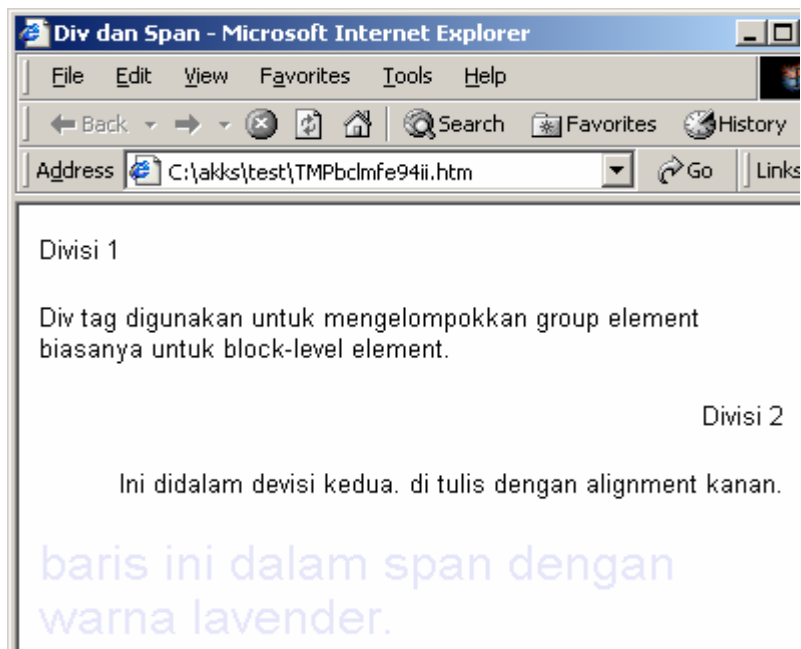 Div dan Span - Microsoft Internet Explorer
File Edit View Favorites Tools Help
Back Search Favorites History
Address C:\akks\test\TMPbclmfe94ii.htm Go Links
Divisi 1
Div tag digunakan untuk mengelompokkan group element
biasanya untuk block-level element.
Divisi 2
Ini didalam devisi kedua. di tulis dengan alignment kanan.
baris ini dalam span dengan
warna lavender.